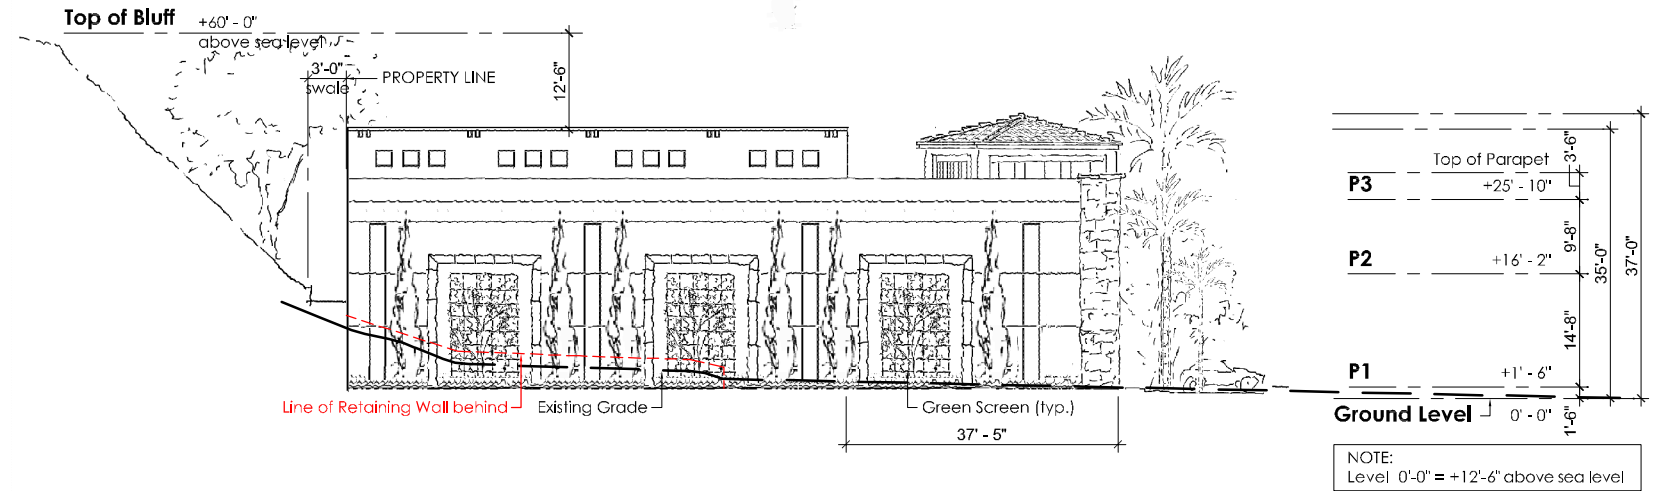 Top of Bluff
+60' - 0"
above sea level
3'-0"
swale
PROPERTY LINE
12'-6"
Top of Parapet
3'-6"
P3
+25' - 10"
9'-8"
P2
+16' - 2"
35'-0"
37'-0"
14'-8"
P1
+1' - 6"
Line of Retaining Wall behind
Existing Grade
Green Screen (typ.)
Ground Level
0' - 0"
1'-6"
37' - 5"
NOTE:
Level 0'-0" = +12'-6" above sea level